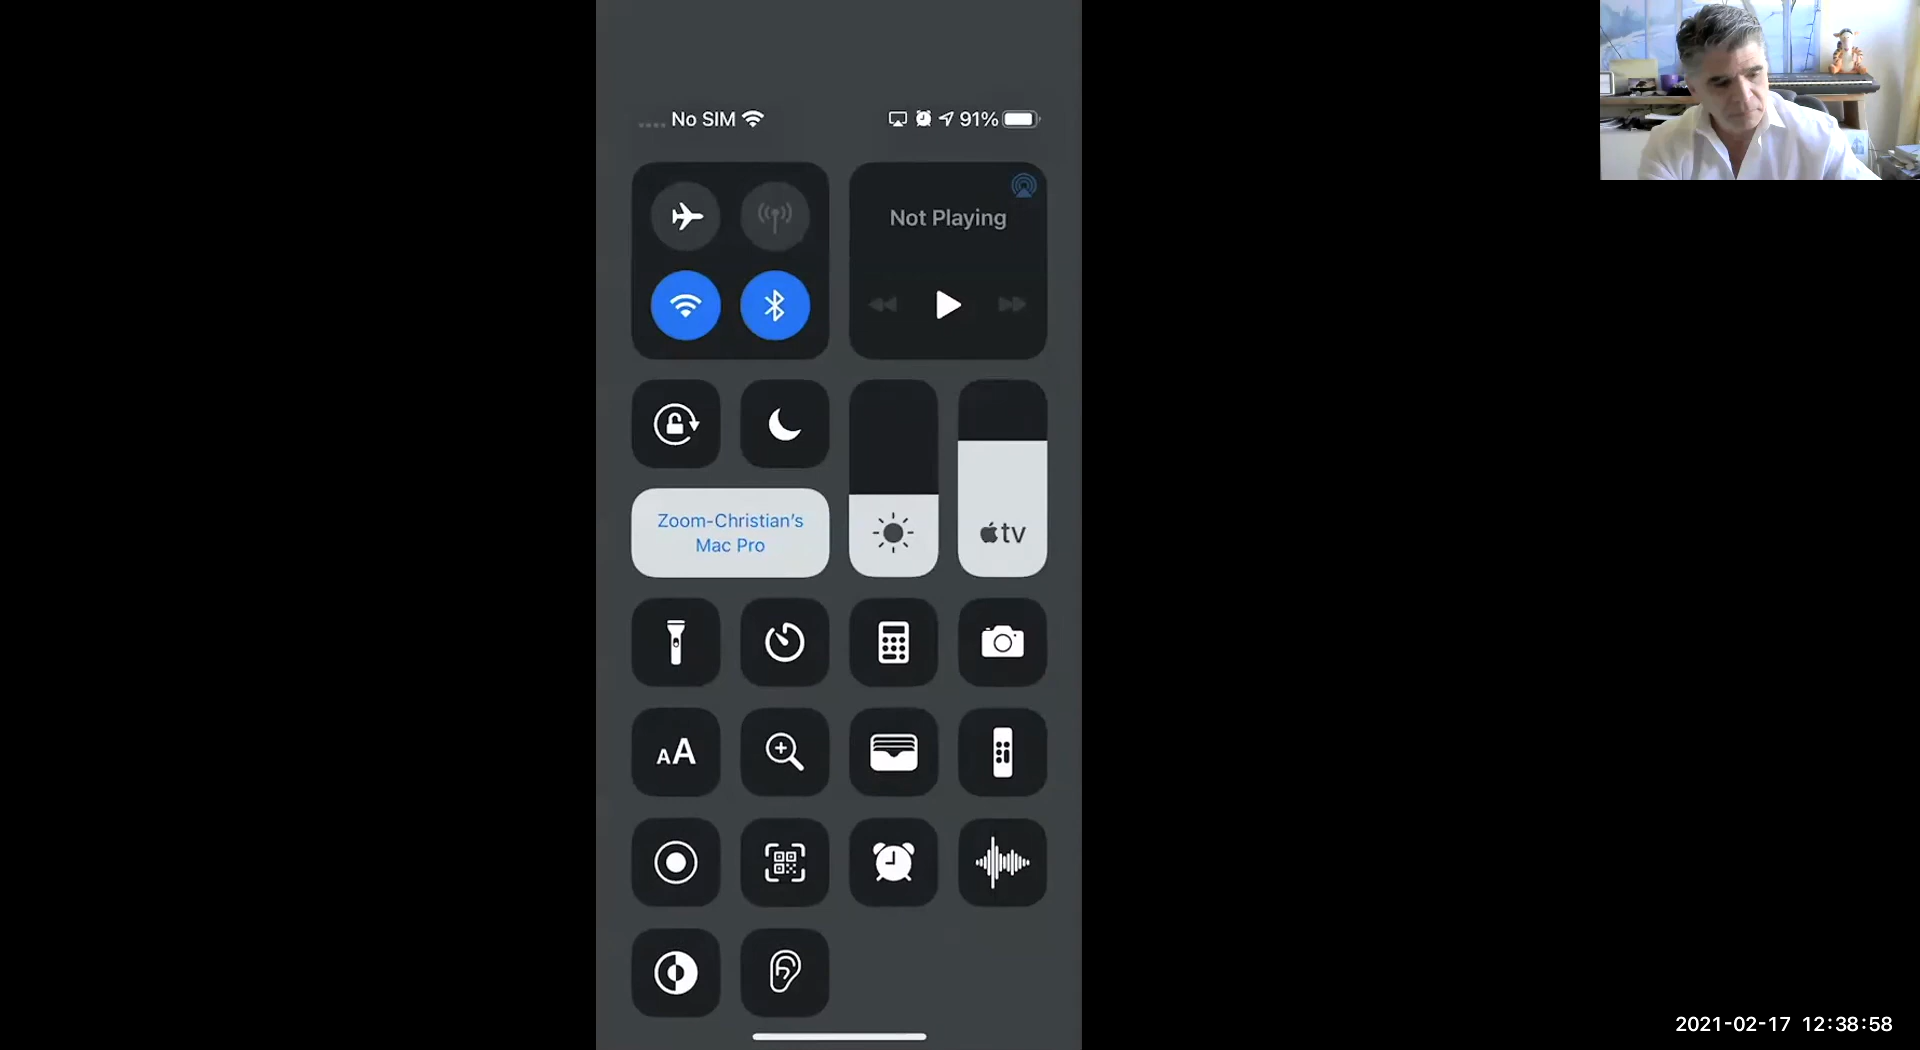 No SIM
91%
Not Playing
Zoom-Christian's
Mac Pro
tv
AA
2021-02-17 12:38:58